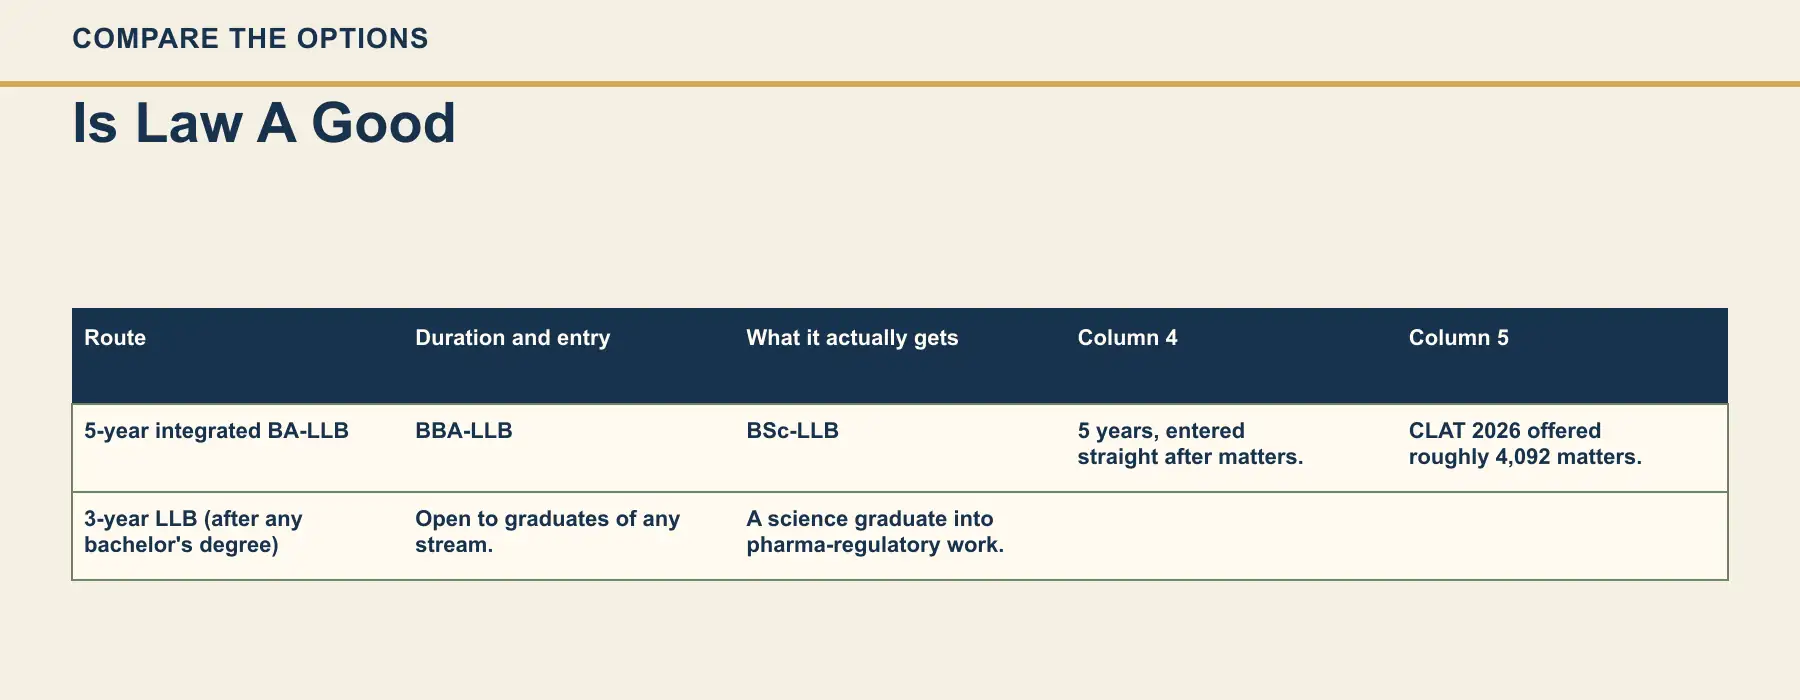 COMPARE THE OPTIONS
Is Law A Good
Route
Duration and entry
What it actually gets
Column 4
Column 5
5-year integrated BA-LLB
BBA-LLB
BSc-LLB
5 years, entered
straight after matters.
CLAT 2026 offered
roughly 4,092 matters.
3-year LLB (after any
bachelor's degree)
Open to graduates of any
stream.
A science graduate into
pharma-regulatory work.